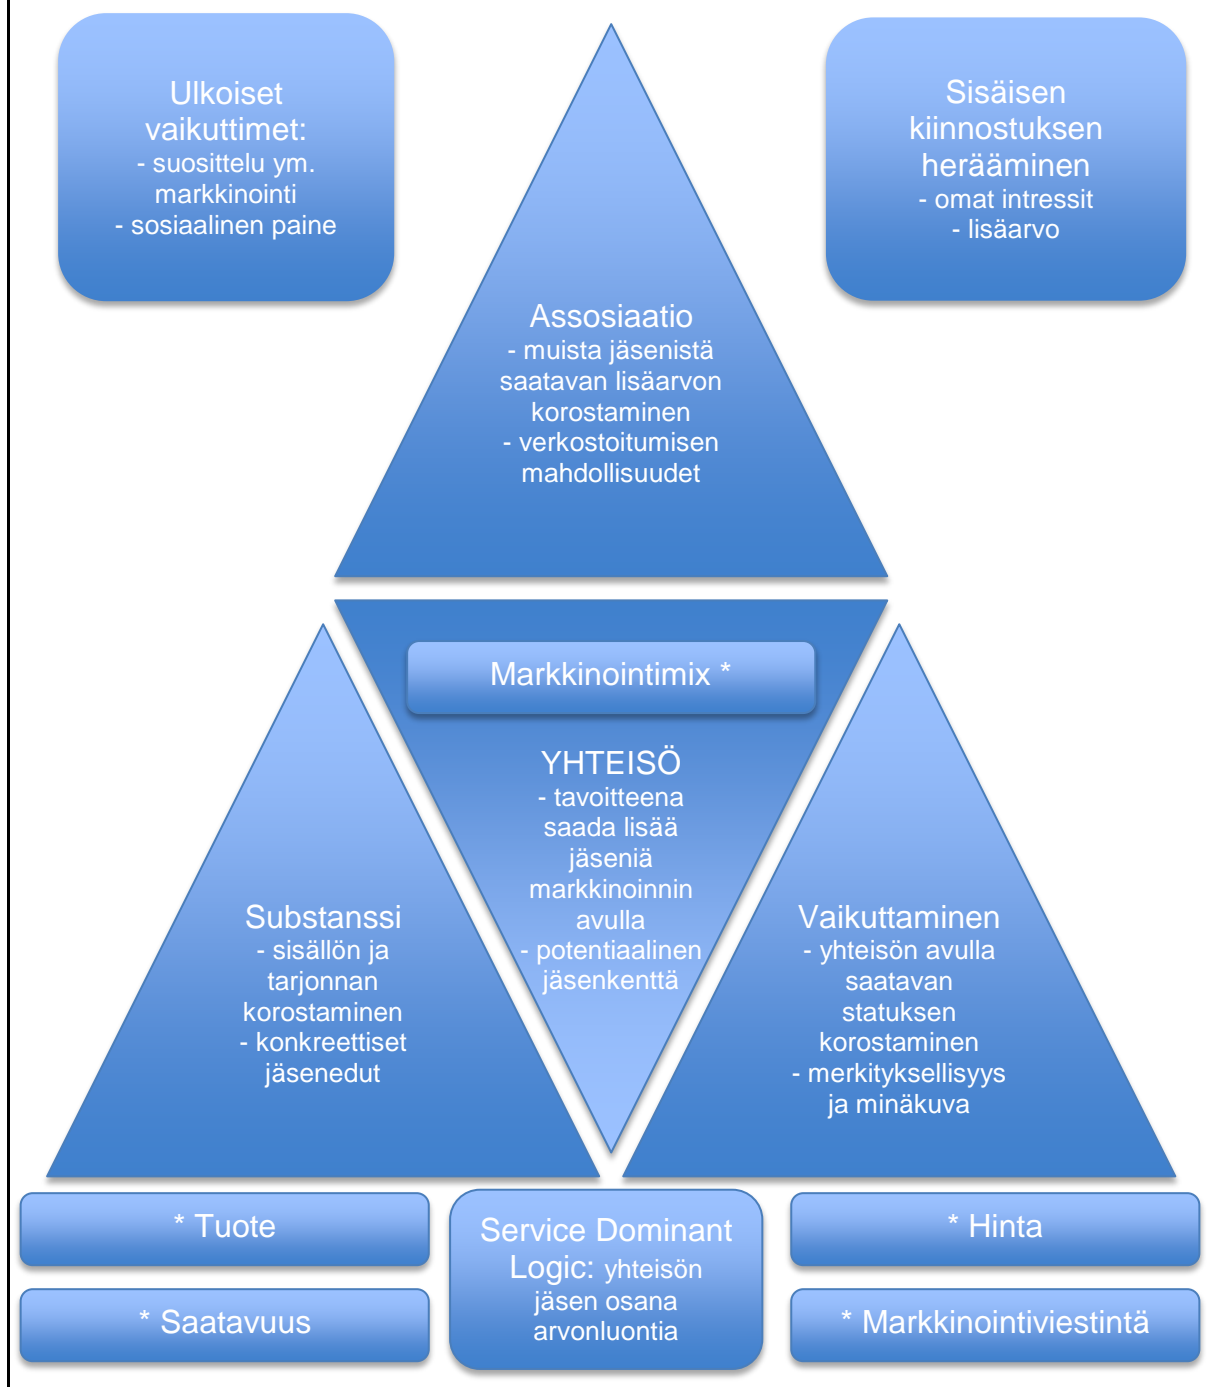 Ulkoiset
vaikuttimet:
- suosittelu ym.
markkinointi
- sosiaalinen paine
Sisäisen
kiinnostuksen
herääminen
- omat intressit
- lisäarvo
Assosiaatio
- muista jäsenistä
saatavan lisäarvon
korostaminen
- verkostoitumisen
mahdollisuudet
Markkinointimix *
YHTEISÖ
- tavoitteena
saada lisää
jäseniä
markkinoinnin
avulla
- potentiaalinen
jäsenkenttä
Substanssi
- sisällön ja
tarjonnan
korostaminen
- konkreettiset
jäsenedut
Vaikuttaminen
- yhteisön avulla
saatavan
statuksen
korostaminen
- merkityksellisyys
ja minäkuva
* Tuote
* Saatavuus
Service Dominant
Logic: yhteisön
jäsen osana
arvonluontia
* Hinta
* Markkinointiviestintä